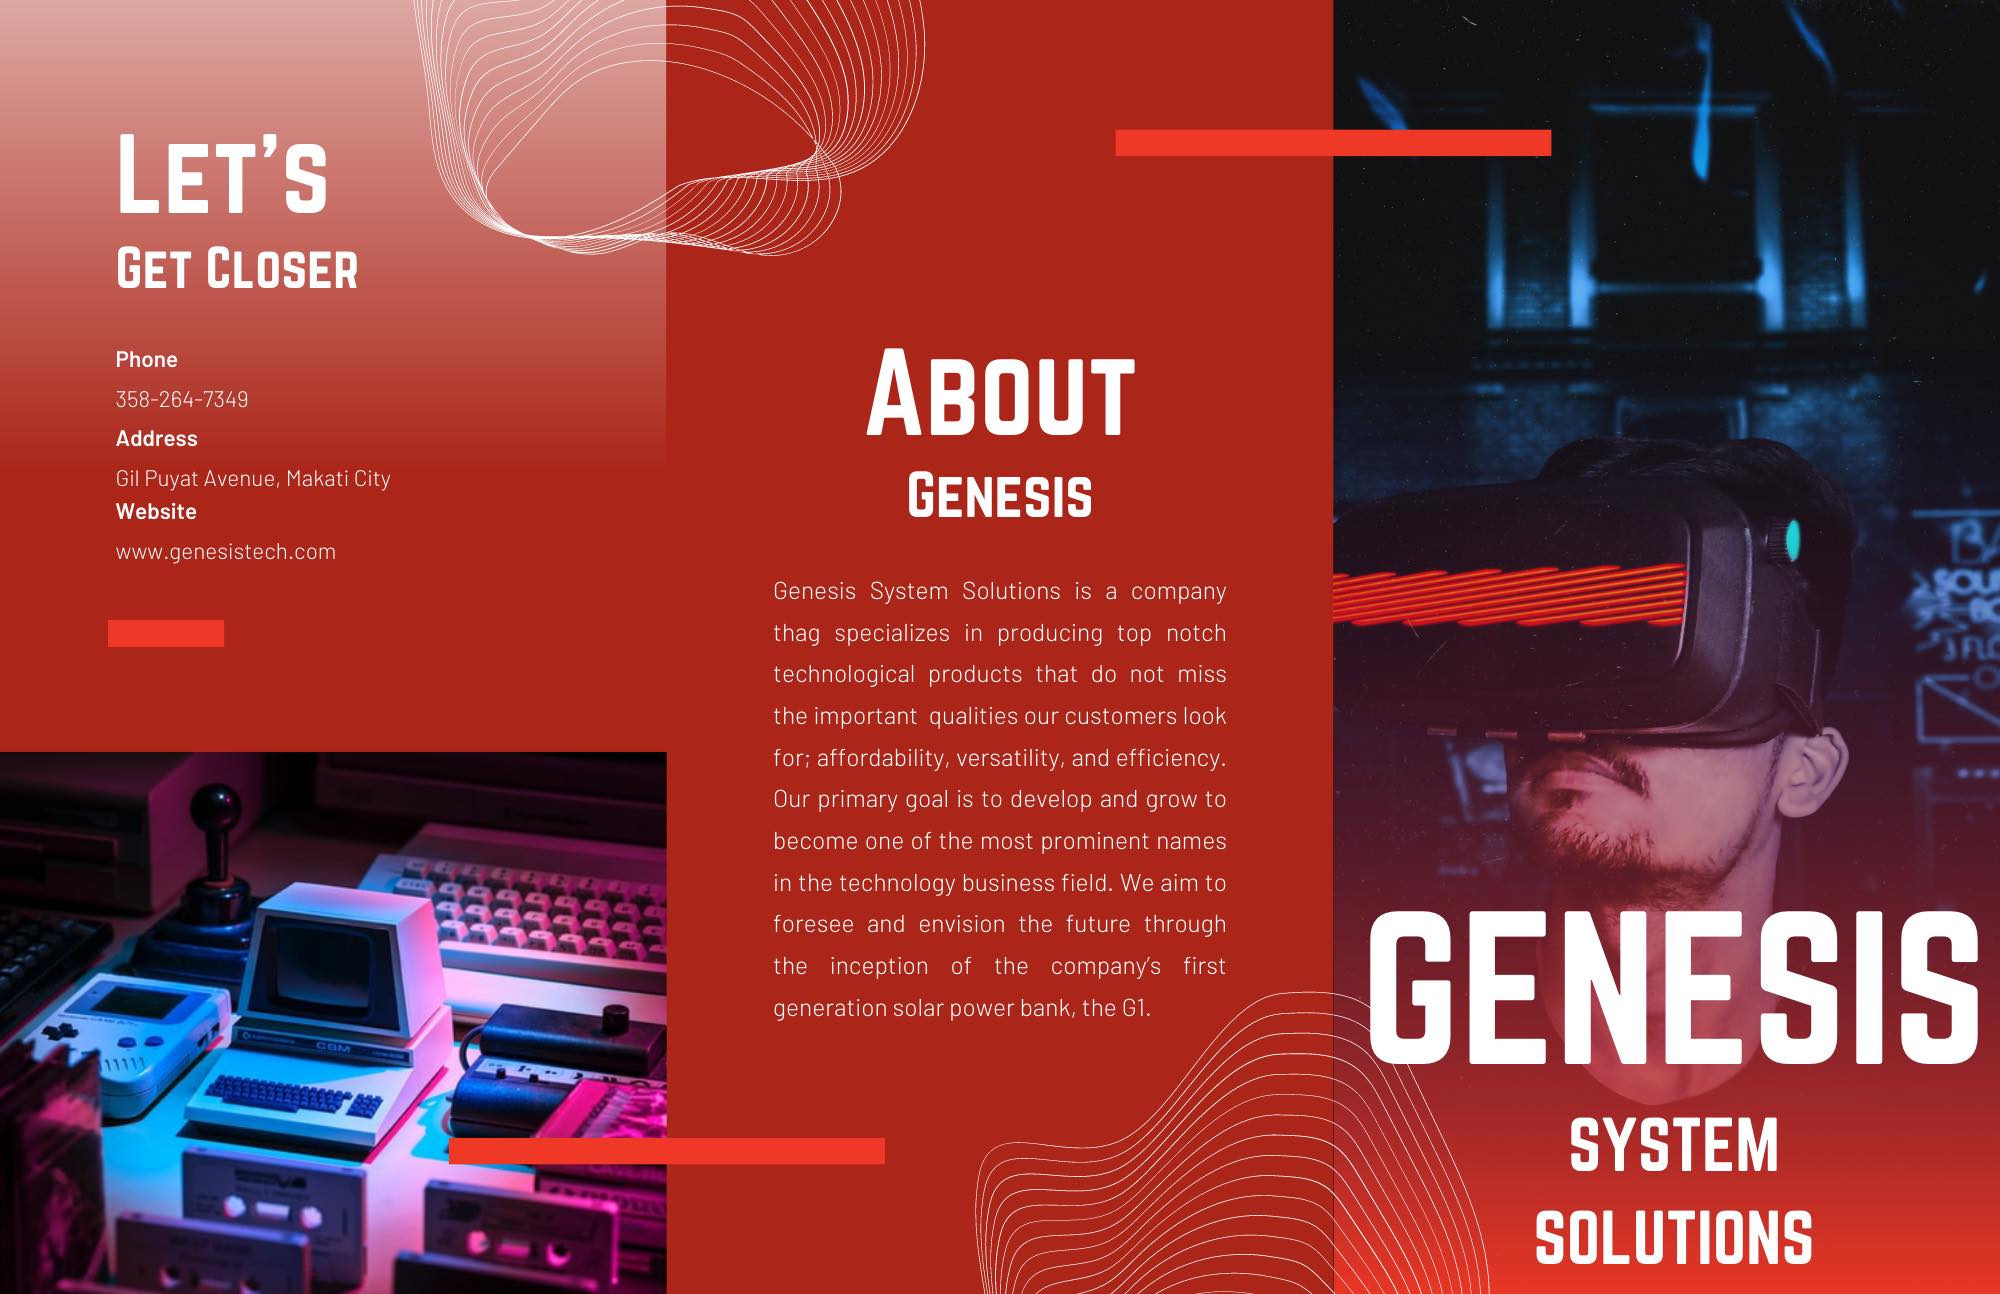 LET'S
GET CLOSER
Phone
358-264-7349
Address
Gil Puyat Avenue, Makati City
Website
www.genesistech.com
ABOUT
GENESIS
Genesis System Solutions is a company
thag specializes in producing top notch
technological products that do not miss
the important qualities our customers look
for; affordability, versatility, and efficiency.
Our primary goal is to develop and grow to
become one of the most prominent names
in the technology business field. We aim to
foresee and envision the future through
the inception of the company's first
generation solar power bank, the G1.
GENESIS
SYSTEM
SOLUTIONS
CBM